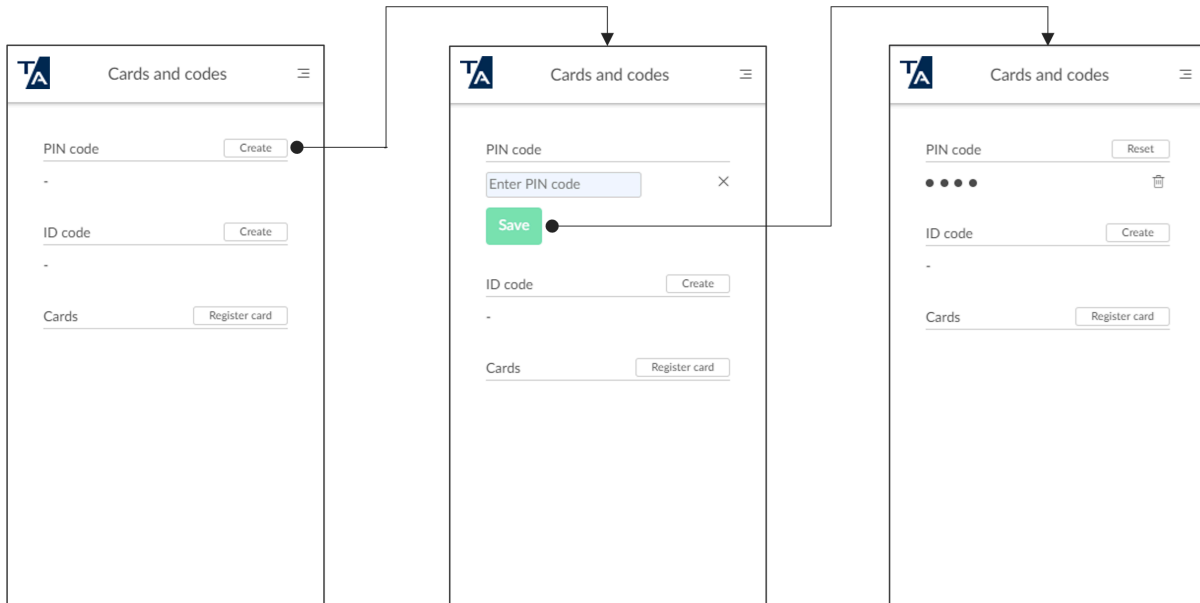 TA
Cards and codes
PIN code
Create
-
ID code
Create
-
Cards
Register card
TA
Cards and codes
PIN code
Enter PIN code
Save
ID code
Create
-
Cards
Register card
TA
Cards and codes
PIN code
Reset
ID code
Create
-
Cards
Register card